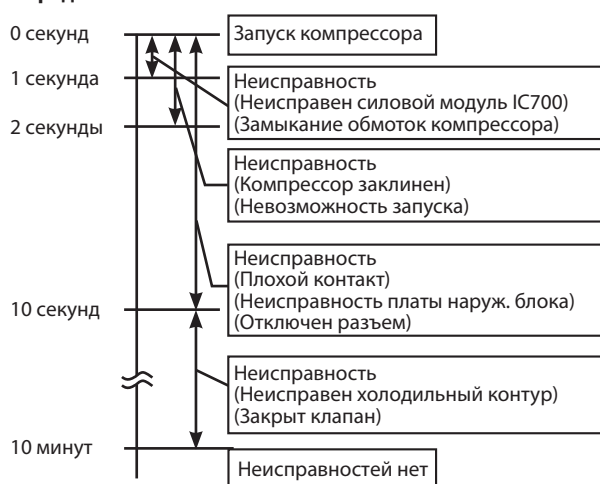 0 секунд
Запуск компрессора
1 секунда
Неисправность
(Неисправен силовой модуль IC700)
(Замыкание обмоток компрессора)
2 секунды
Неисправность
(Компрессор заклинен)
(Невозможность запуска)
Неисправность
(Плохой контакт)
(Неисправность платы наруж. блока)
(Отключен разъем)
10 секунд
Неисправность
(Неисправен холодильный контур)
(Закрыт клапан)
10 минут
Неисправностей нет